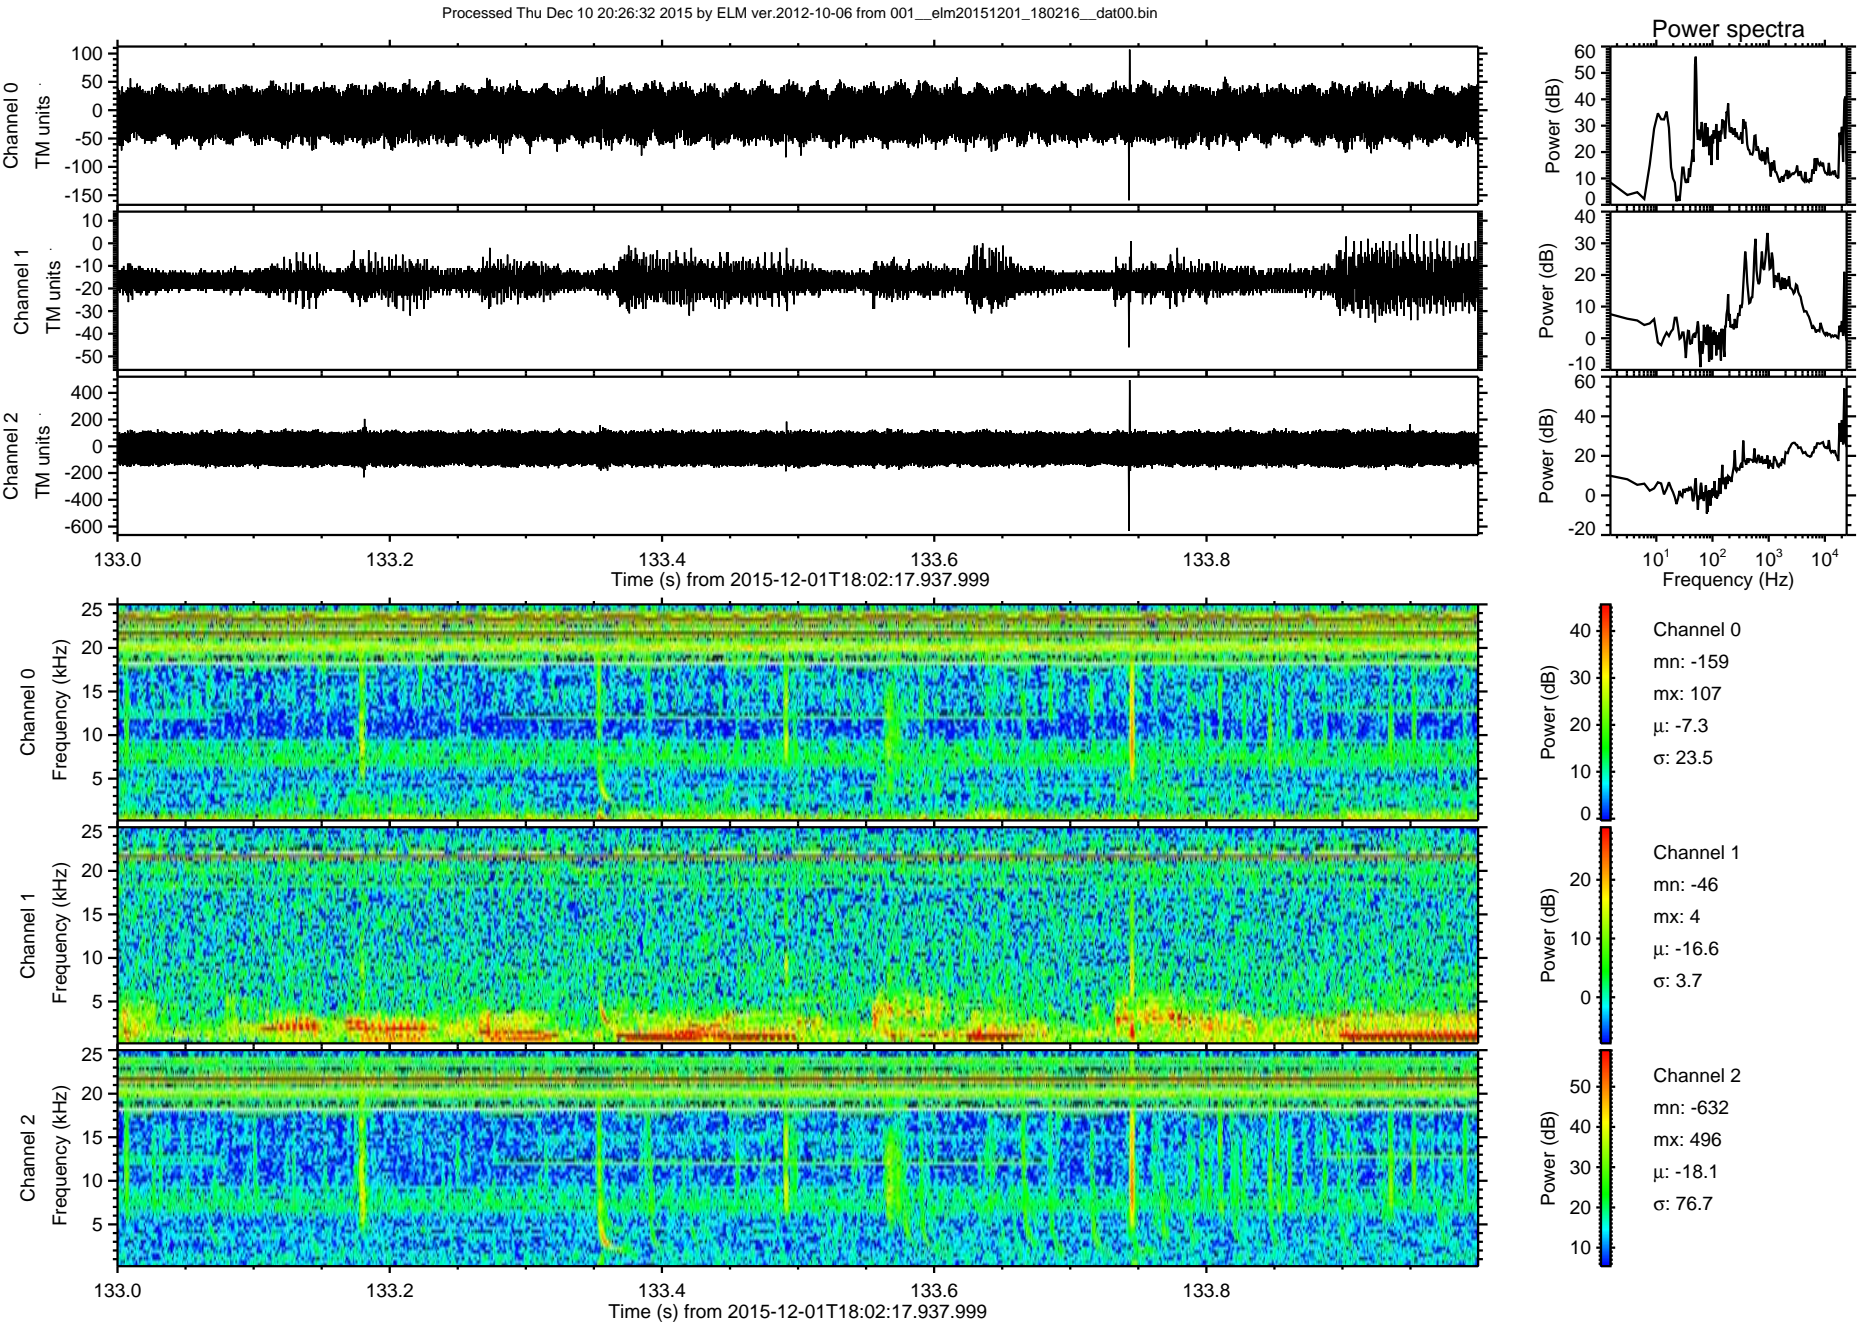 Processed Thu Dec 10 20:26:32 2015 by ELM ver.2012-10-06 from 001__elm20151201_180216__dat00.bin
Power spectra
Channel 0
TM units
100
50
0
-50
-100
-150
Power (dB)
60
50
40
30
20
10
0
Channel 1
TM units
10
0
-10
-20
-30
-40
-50
Power (dB)
40
30
20
10
0
-10
Channel 2
TM units
400
200
0
-200
-400
-600
Power (dB)
60
40
20
0
-20
133.0 133.2 133.4 133.6 133.8
Time (s) from 2015-12-01T18:02:17.937.999
10¹ 10² 10³ 10⁴
Frequency (Hz)
Channel 0
Frequency (kHz)
25
20
15
10
5
Power (dB)
40
30
20
10
0
Channel 0
mn: -159
mx: 107
μ: -7.3
σ: 23.5
Channel 1
Frequency (kHz)
25
20
15
10
5
Power (dB)
20
10
0
Channel 1
mn: -46
mx: 4
μ: -16.6
σ: 3.7
Channel 2
Frequency (kHz)
25
20
15
10
5
Power (dB)
50
40
30
20
10
Channel 2
mn: -632
mx: 496
μ: -18.1
σ: 76.7
133.0 133.2 133.4 133.6 133.8
Time (s) from 2015-12-01T18:02:17.937.999